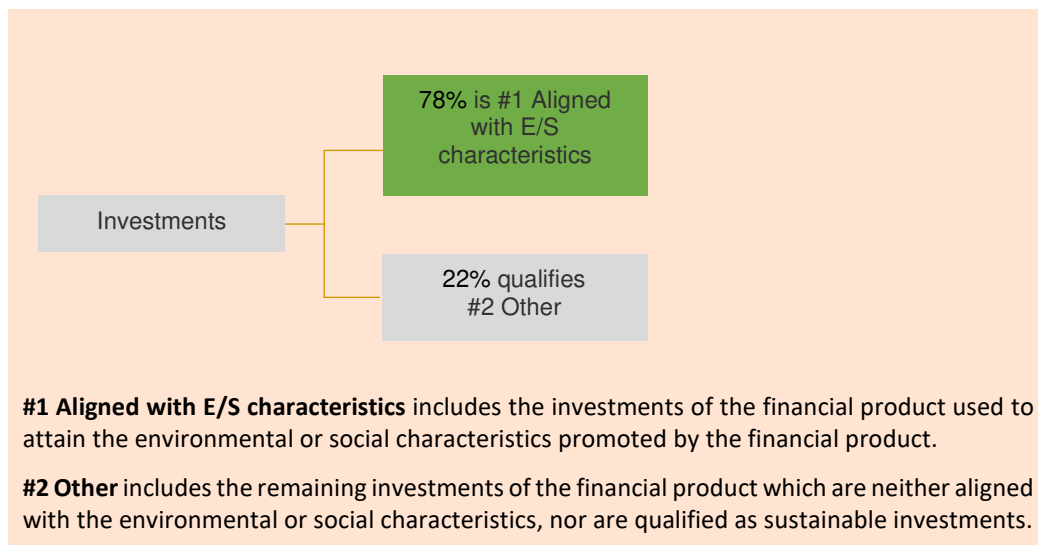 78% is #1 Aligned
with E/S
characteristics
Investments
22% qualifies
#2 Other
#1 Aligned with E/S characteristics includes the investments of the financial product used to
attain the environmental or social characteristics promoted by the financial product.
#2 Other includes the remaining investments of the financial product which are neither aligned
with the environmental or social characteristics, nor are qualified as sustainable investments.